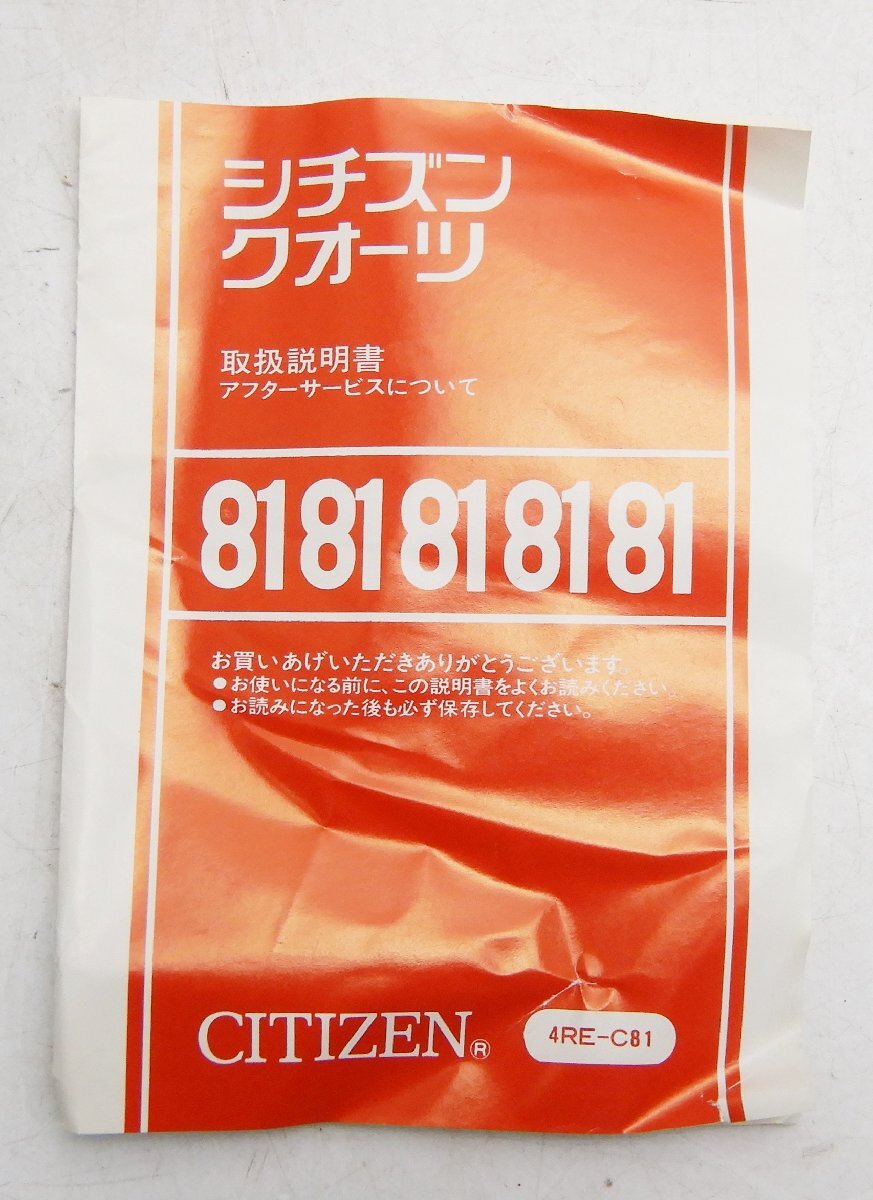 シチズン
クオーツ
取扱説明書
アフターサービスについて
81 81 81 81 81
お買いあげいただきありがとうございます。
●お使いになる前に、この説明書をよくお読みください。
●お読みになった後も必ず保存してください。
CITIZEN®
4RE-C81